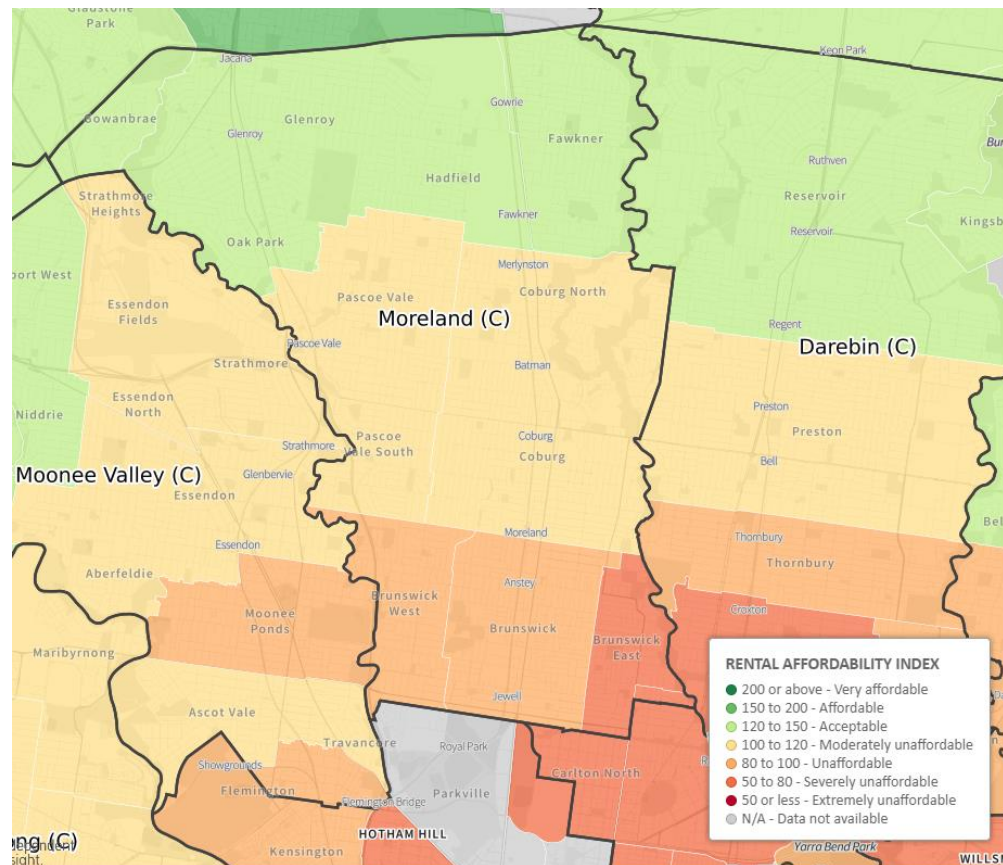 Gladstone
Park
Jacana
Keon Park
Gowrie
Gowanbrae
Glenroy
Glenroy
Fawkner
Ruthven
Hadfield
Reservoir
Strathmore
Heights
Fawkner
Reservoir
Oak Park
Merlynston
Pascoe Vale
Coburg North
Essendon
Fields
Moreland (C)
Regent
Pascoe Vale
Darebin (C)
Strathmore
Batman
Essendon
North
Preston
Niddrie
Preston
Pascoe
Vale South
Coburg
Coburg
Strathmore
Bell
Moonee Valley (C)
Glenbervie
Essendon
Moreland
Thornbury
Essendon
Thornbury
Aberfeldie
Anstey
Brunswick
West
Croxton
Moonee
Ponds
Brunswick
Brunswick
East
Maribyrnong
Jewell
Ascot Vale
Travancore
Royal Park
Showgrounds
Carlton North
Flemington
Parkville
Flemington Bridge
HOTHAM HILL
Kensington
Yarra Bend Park
RENTAL AFFORDABILITY INDEX
200 or above - Very affordable
150 to 200 - Affordable
120 to 150 - Acceptable
100 to 120 - Moderately unaffordable
80 to 100 - Unaffordable
50 to 80 - Severely unaffordable
50 or less - Extremely unaffordable
N/A - Data not available
ng (C)
sight.
WILLS